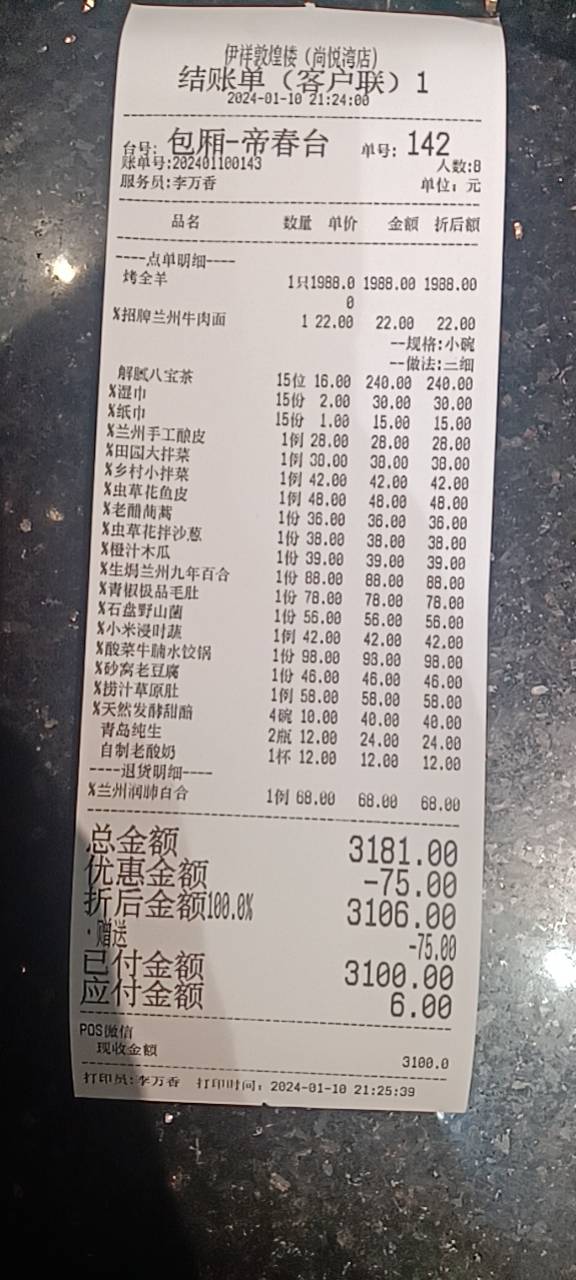 伊祥敦煌楼（尚悦湾店）
结账单（客户联）1
2024-01-10 21:24:00
台号: 包厢-帝春台 单号: 142
账单号:202401100143 人数:8
服务员:李万香 单位：元
品名 数量 单价 金额 折后额
----点单明细----
烤全羊 1只1988.00 1988.00 1988.00
%招牌兰州牛肉面 1 22.00 22.00 22.00
--规格:小碗
--做法:三细
解腻八宝茶 15位 16.00 240.00 240.00
%湿巾 15份 2.00 30.00 30.00
%纸巾 15份 1.00 15.00 15.00
%兰州手工酿皮 1例 28.00 28.00 28.00
%田园大拌菜 1例 38.00 38.00 38.00
%乡村小拌菜 1例 42.00 42.00 42.00
%虫草花鱼皮 1例 48.00 48.00 48.00
%老醋茼蒿 1份 36.00 36.00 36.00
%虫草花拌沙葱 1份 38.00 38.00 38.00
%橙汁木瓜 1份 39.00 39.00 39.00
%生焗兰州九年百合 1份 88.00 88.00 88.00
%青椒极品毛肚 1份 78.00 78.00 78.00
%石盘野山菌 1份 56.00 56.00 56.00
%小米浸时蔬 1例 42.00 42.00 42.00
%酸菜牛腩水饺锅 1份 98.00 98.00 98.00
%砂窝老豆腐 1份 46.00 46.00 46.00
%捞汁草原肚 1例 58.00 58.00 58.00
%天然发酵甜醅 4碗 10.00 40.00 40.00
青岛纯生 2瓶 12.00 24.00 24.00
自制老酸奶 1杯 12.00 12.00 12.00
----退货明细----
%兰州润肺百合 1例 68.00 68.00 68.00
总金额 3181.00
优惠金额 -75.00
折后金额100.0% 3106.00
·赠送 -75.00
已付金额 3100.00
应付金额 6.00
POS微信
现收金额 3100.0
打印员:李万香 打印时间：2024-01-10 21:25:39